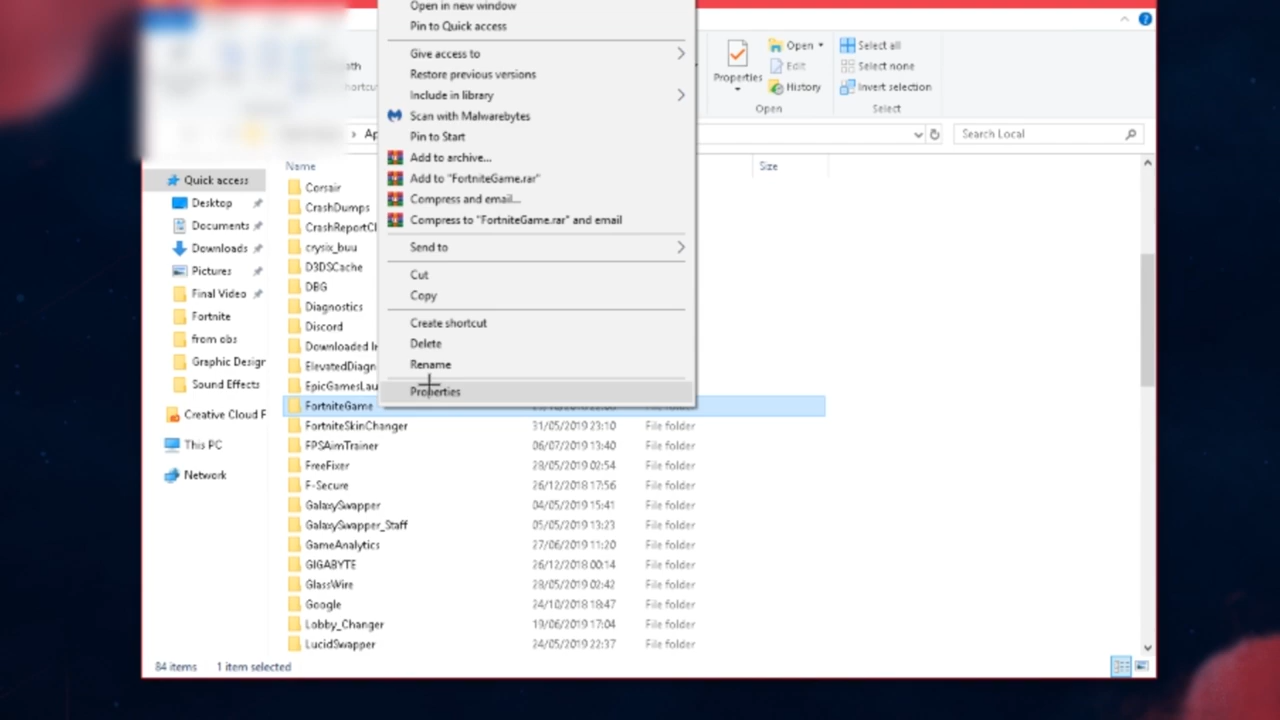 Open in new window
Pin to Quick access
Give access to
Restore previous versions
Include in library
Scan with Malwarebytes
Pin to Start
Add to archive...
Add to "FortniteGame.rar"
Compress and email...
Compress to "FortniteGame.rar" and email
Send to
Cut
Copy
Create shortcut
Delete
Rename
Properties
Properties
Open
Edit
History
Open
Select all
Select none
Invert selection
Select
Search Local
Name
Size
Quick access
Desktop
Documents
Downloads
Pictures
Final Video
Fortnite
from obs
Graphic Design
Sound Effects
Creative Cloud F
This PC
Network
Corsair
CrashDumps
CrashReportCl
crysix_buu
D3DSCache
DBG
Diagnostics
Discord
Downloaded In
ElevatedDiagn
EpicGamesLau
FortniteGame
FortniteSkinChanger 31/05/2019 23:10 File folder
FPSAimTrainer 06/07/2019 13:40 File folder
FreeFixer 28/05/2019 02:54 File folder
F-Secure 26/12/2018 17:56 File folder
GalaxySwapper 04/05/2019 15:41 File folder
GalaxySwapper_Staff 05/05/2019 13:23 File folder
GameAnalytics 27/06/2019 11:20 File folder
GIGABYTE 26/12/2018 00:14 File folder
GlassWire 28/05/2019 02:42 File folder
Google 24/10/2018 18:47 File folder
Lobby_Changer 19/06/2019 17:04 File folder
LucidSwapper 24/05/2019 22:37 File folder
84 items 1 item selected